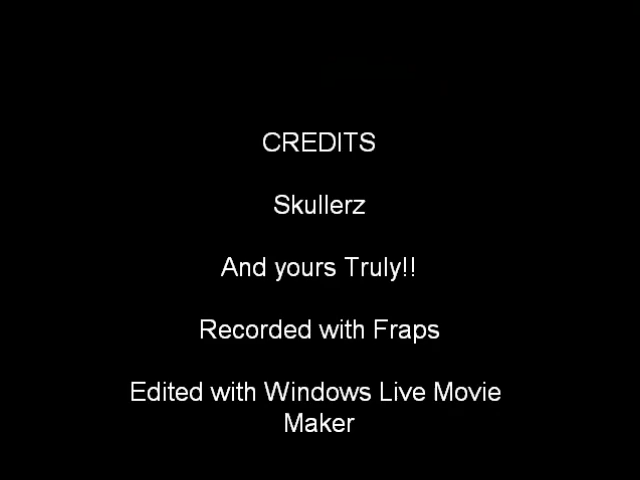 CREDITS
Skullerz
And yours Truly!!
Recorded with Fraps
Edited with Windows Live Movie
Maker